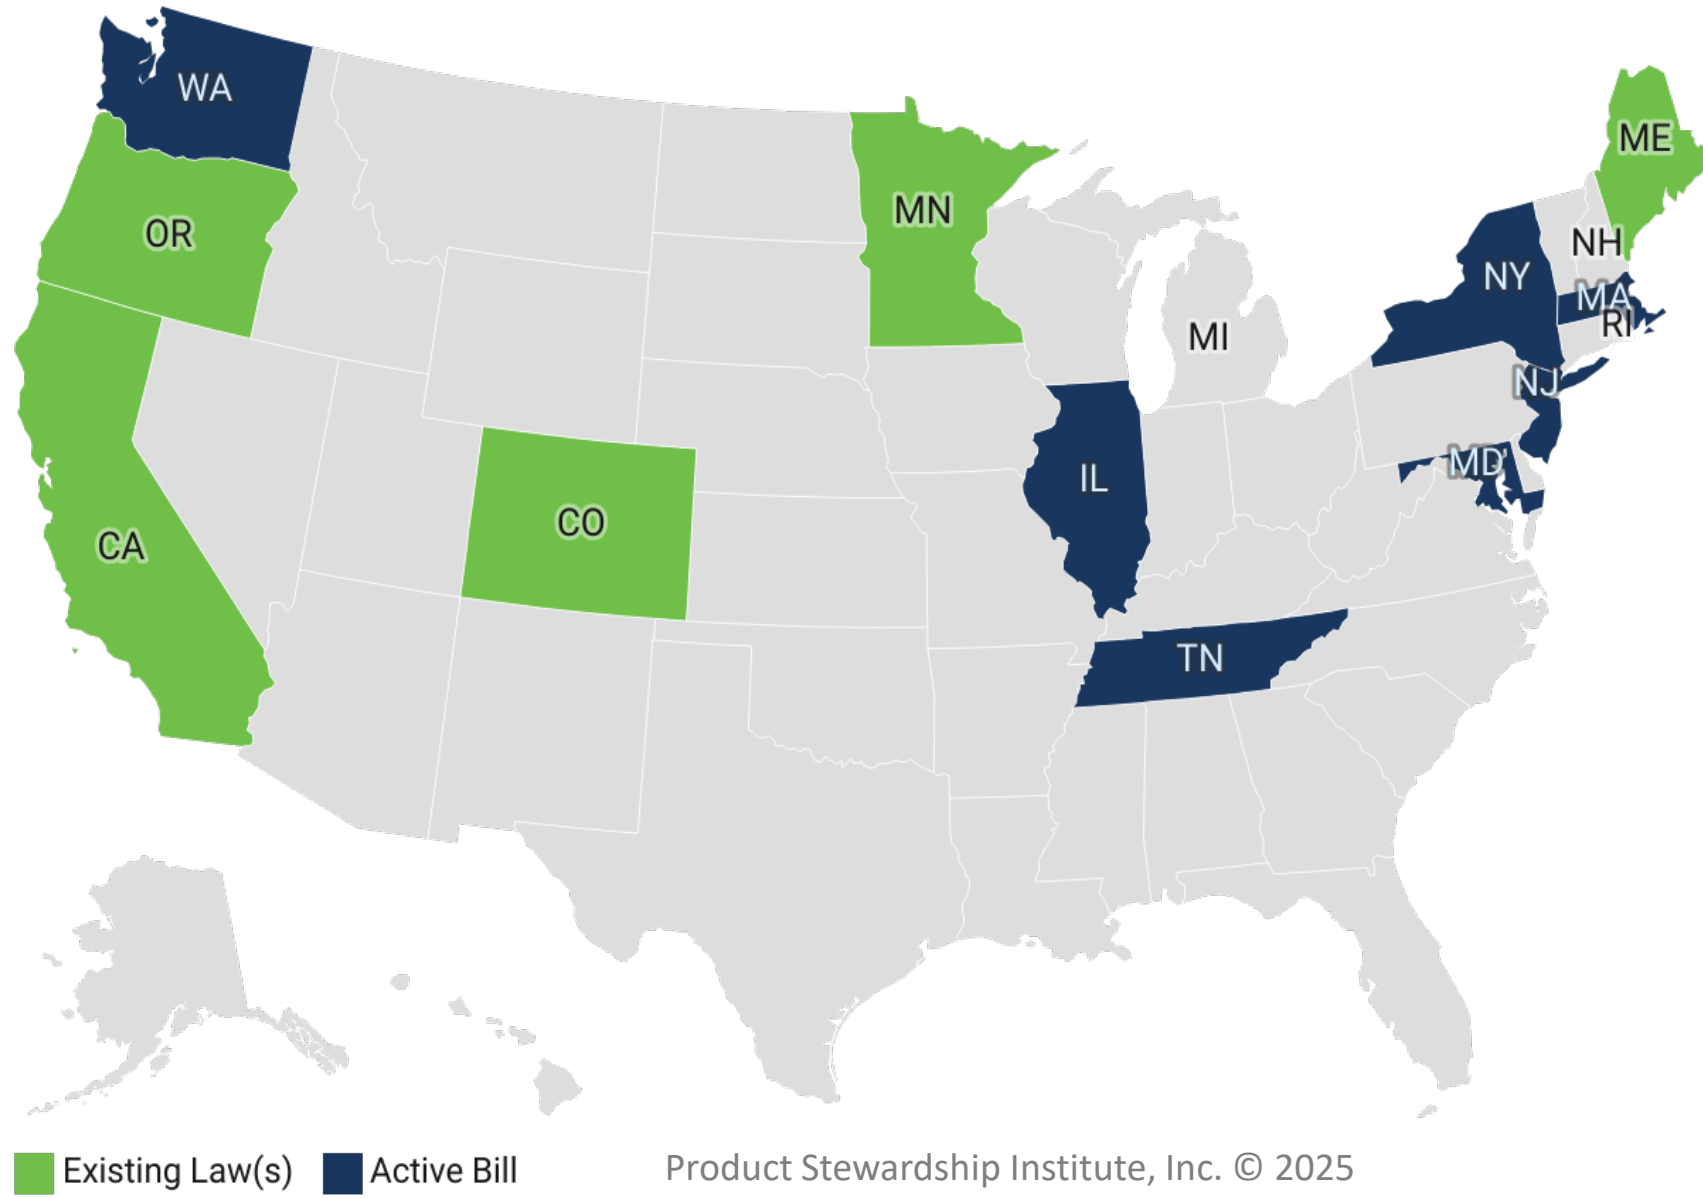 WA
ME
OR
MN
NH
NY
MA
RI
MI
NJ
MD
IL
CO
CA
TN
Existing Law(s)
Active Bill
Product Stewardship Institute, Inc. © 2025